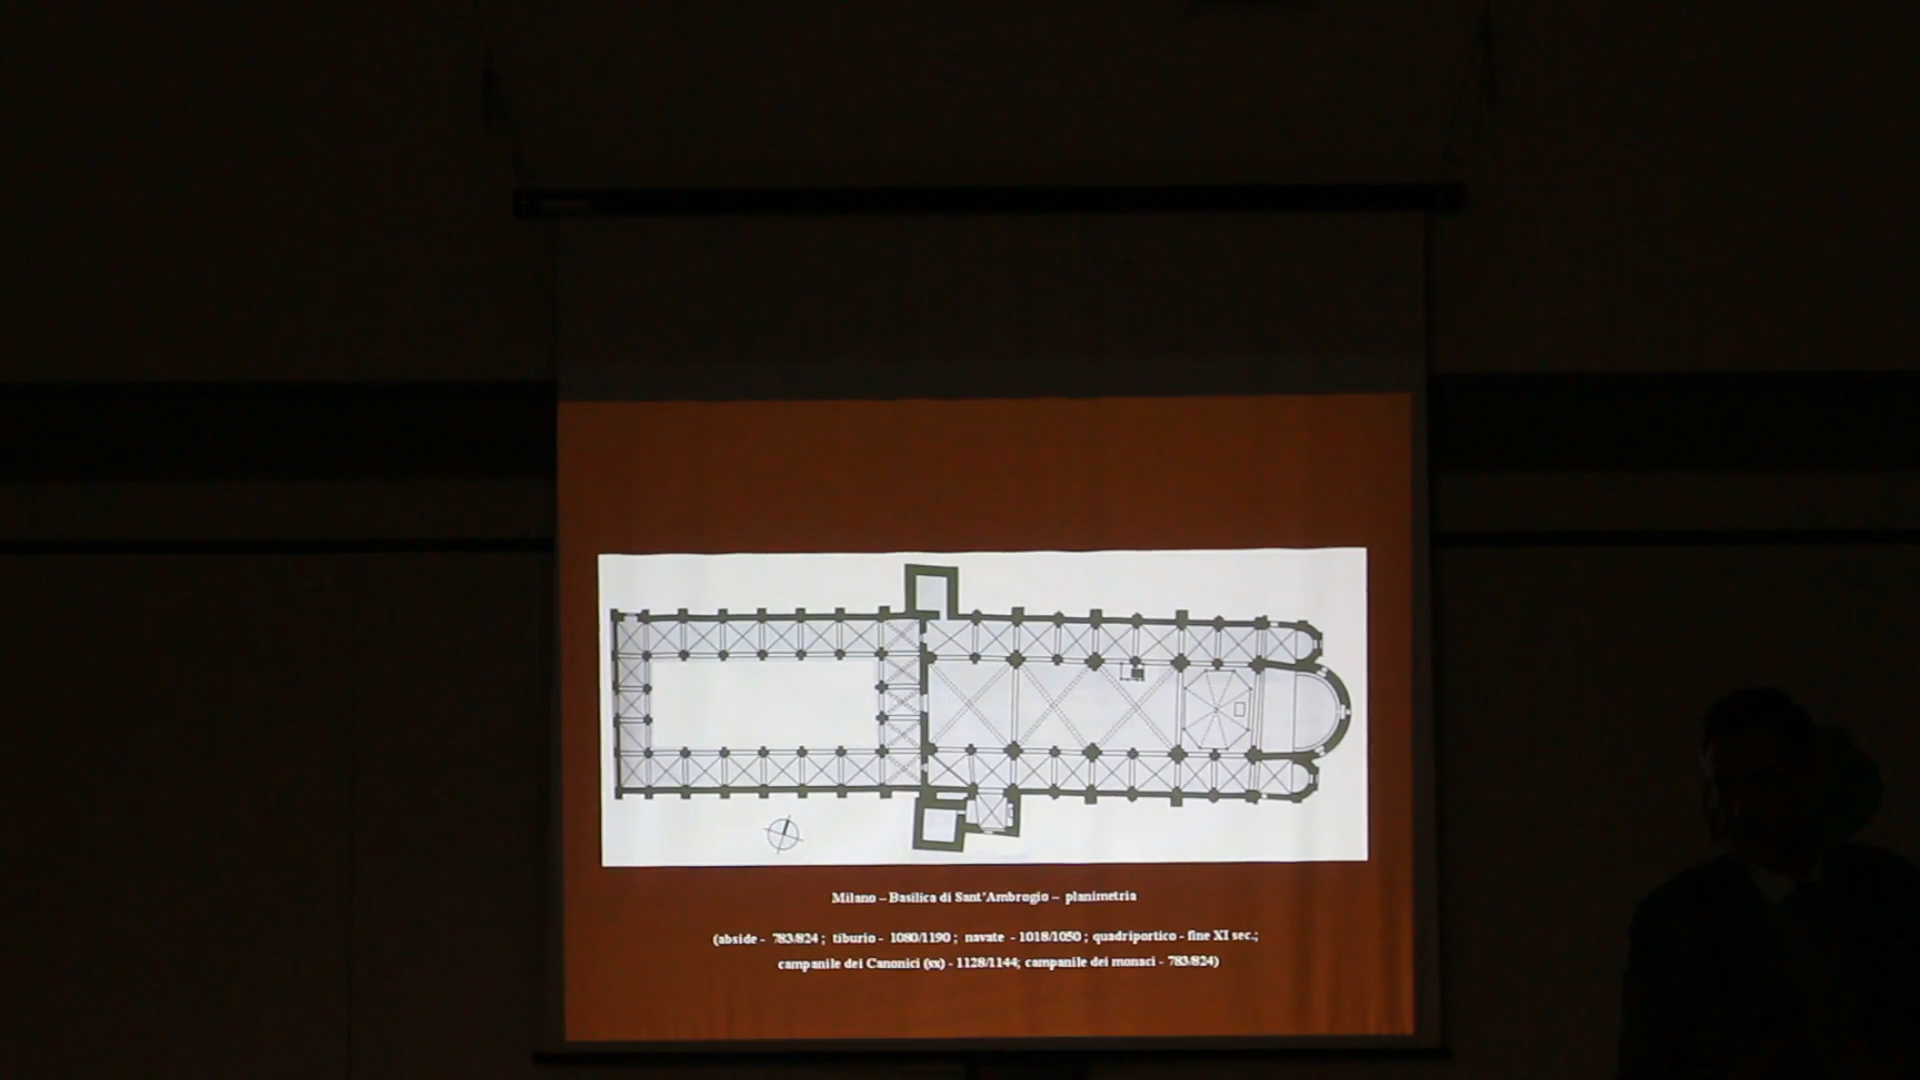 Milano – Basilica di Sant'Ambrogio – planimetria
(abside - 783/824 ; tiburio - 1080/1190 ; navate - 1018/1050 ; quadriportico - fine XI sec.;
campanile dei Canonici (sx) - 1128/1144; campanile dei monaci - 783/824)